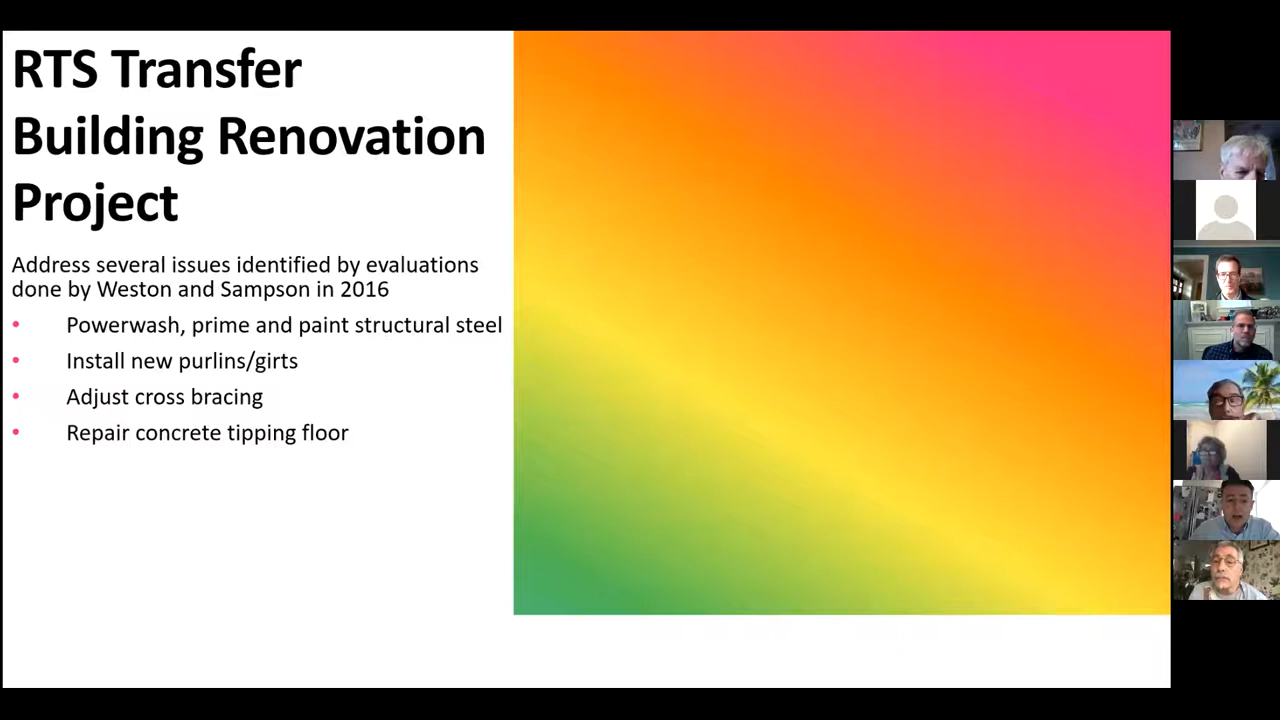 RTS Transfer
Building Renovation
Project
Address several issues identified by evaluations
done by Weston and Sampson in 2016
• Powerwash, prime and paint structural steel
• Install new purlins/girts
• Adjust cross bracing
• Repair concrete tipping floor